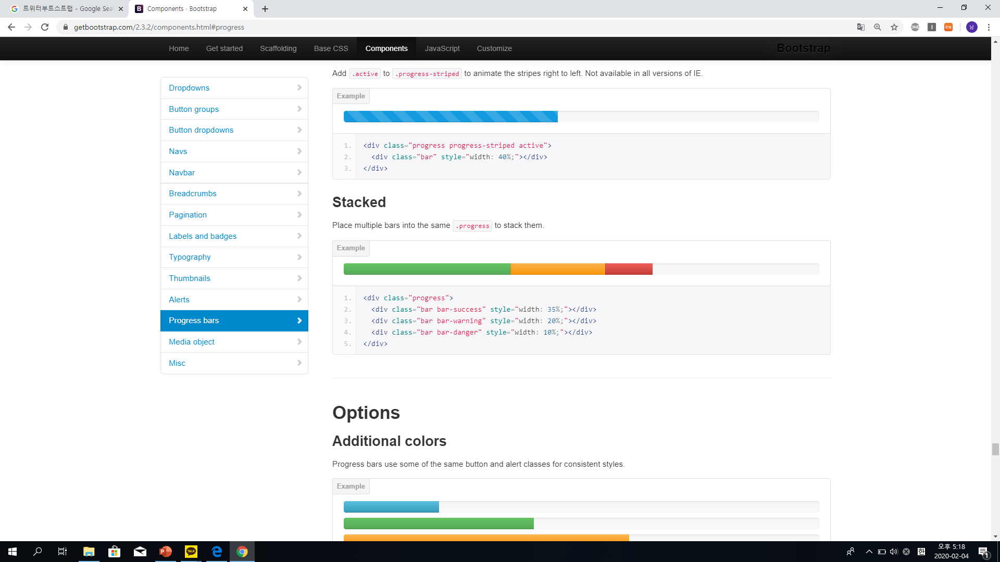 트위터부트스트랩 - Google Sea
Components · Bootstrap
getbootstrap.com/2.3.2/components.html#progress
ONE
남
Home
Get started
Scaffolding
Base CSS
Components
JavaScript
Customize
Bootstrap
Dropdowns
Button groups
Button dropdowns
Navs
Navbar
Breadcrumbs
Pagination
Labels and badges
Typography
Thumbnails
Alerts
Progress bars
Media object
Misc
Add .active to .progress-striped to animate the stripes right to left. Not available in all versions of IE.
Example
1. <div class="progress progress-striped active">
2. <div class="bar" style="width: 40%;"></div>
3. </div>
Stacked
Place multiple bars into the same .progress to stack them.
Example
1. <div class="progress">
2. <div class="bar bar-success" style="width: 35%;"></div>
3. <div class="bar bar-warning" style="width: 20%;"></div>
4. <div class="bar bar-danger" style="width: 10%;"></div>
5. </div>
Options
Additional colors
Progress bars use some of the same button and alert classes for consistent styles.
Example
TALK
한
오후 5:18
2020-02-04
1